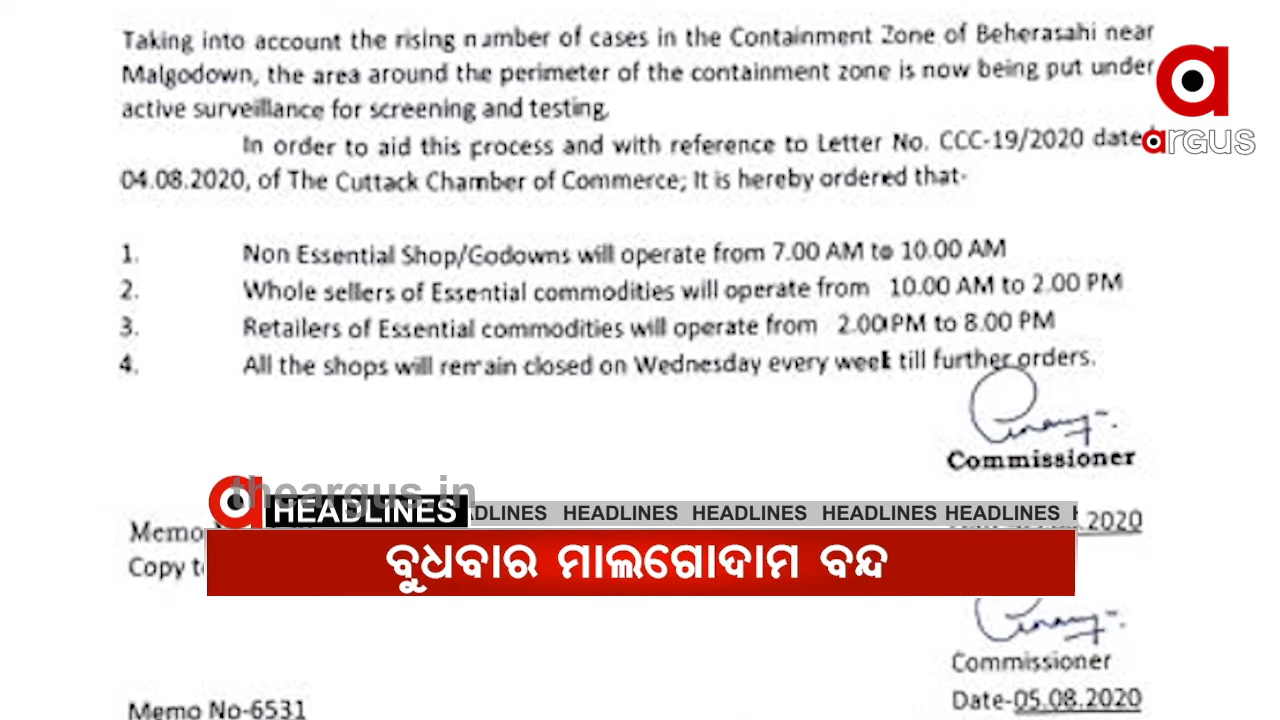 Taking into account the rising number of cases in the Containment Zone of Beherasahi near
Malgodown, the area around the perimeter of the containment zone is now being put under
active surveillance for screening and testing.
In order to aid this process and with reference to Letter No. CCC-19/2020 dated
04.08.2020, of The Cuttack Chamber of Commerce; It is hereby ordered that-
argus
1. Non Essential Shop/Godowns will operate from 7.00 AM to 10.00 AM
2. Whole sellers of Essential commodities will operate from 10.00 AM to 2.00 PM
3. Retailers of Essential commodities will operate from 2.00 PM to 8.00 PM
4. All the shops will remain closed on Wednesday every week till further orders.
Commissioner
theargus.in
HEADLINES
HEADLINES HEADLINES HEADLINES HEADLINES
Memo .2020
Copy
ବୁଧବାର ମାଲଗୋଦାମ ବନ୍ଦ
Commissioner
Date-05.08.2020
Memo No-6531